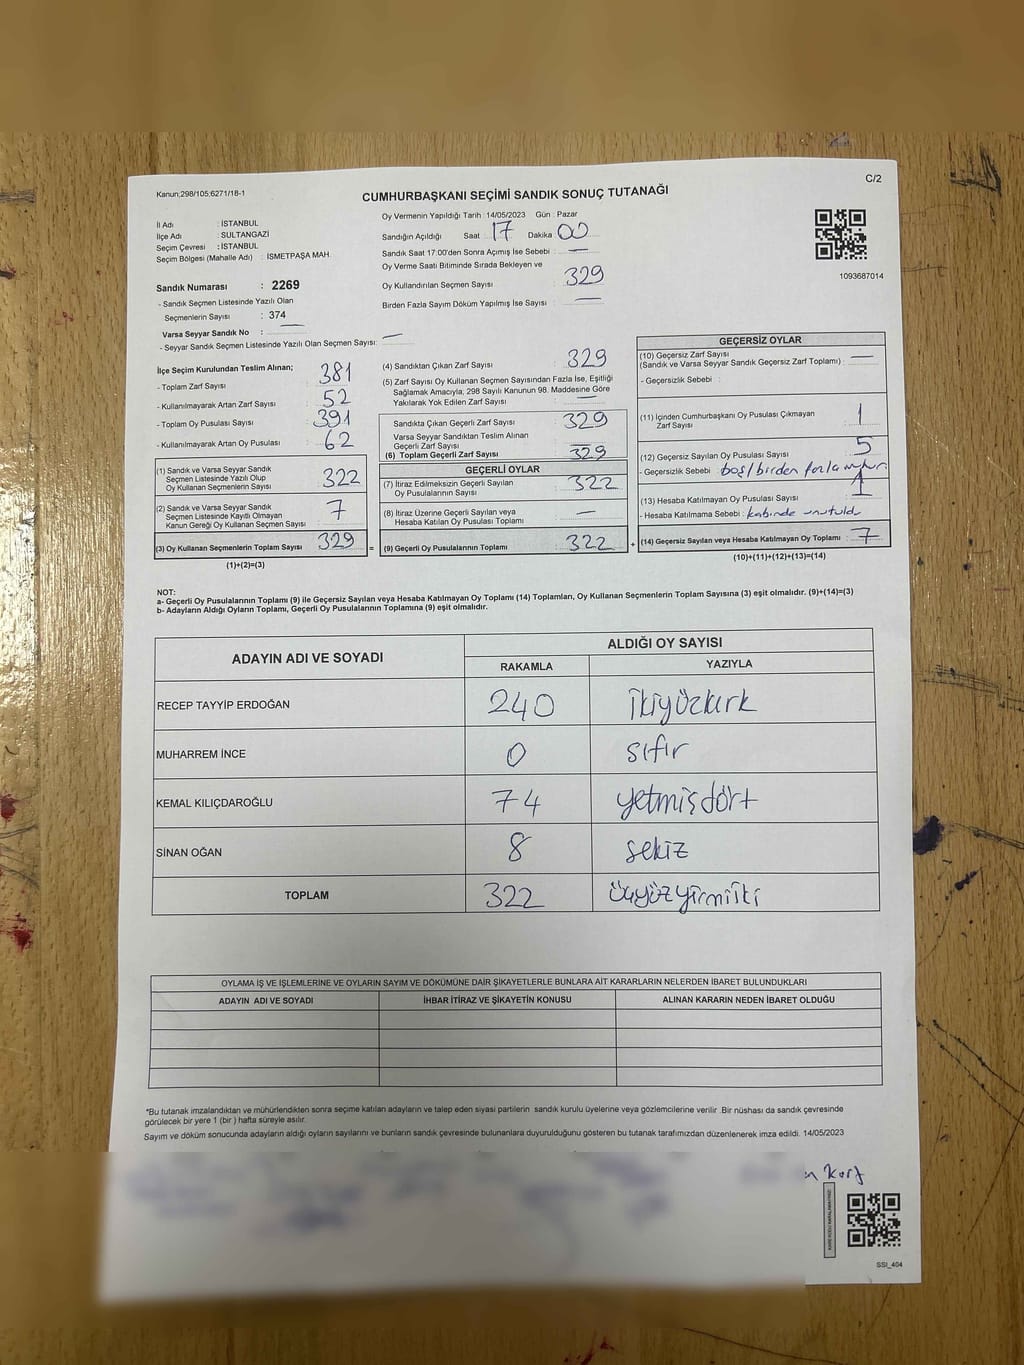 Kanun;298/105;6271/18-1
C/2
CUMHURBAŞKANI SEÇİMİ SANDIK SONUÇ TUTANAĞI
İl Adı : İSTANBUL
İlçe Adı : SULTANGAZİ
Seçim Çevresi : İSTANBUL
Seçim Bölgesi (Mahalle Adı) : İSMETPAŞA MAH.
Sandık Numarası : 2269
- Sandık Seçmen Listesinde Yazılı Olan
Seçmenlerin Sayısı : 374
Varsa Seyyar Sandık No : —
- Seyyar Sandık Seçmen Listesinde Yazılı Olan Seçmen Sayısı: —
Oy Vermenin Yapıldığı Tarih : 14/05/2023 Gün : Pazar
Sandığın Açıldığı Saat : 17 Dakika 00
Sandık Saat 17:00'den Sonra Açımış İse Sebebi : —
Oy Verme Saati Bitiminde Sırada Bekleyen ve
Oy Kullandırılan Seçmen Sayısı : 329
Birden Fazla Sayım Döküm Yapılmış İse Sayısı : —
1093687014
İlçe Seçim Kurulundan Teslim Alınan;
- Toplam Zarf Sayısı : 381
- Kullanılmayarak Artan Zarf Sayısı : 52
- Toplam Oy Pusulası Sayısı : 391
- Kullanılmayarak Artan Oy Pusulası : 62
(1) Sandık ve Varsa Seyyar Sandık
Seçmen Listesinde Yazılı Olup
Oy Kullanan Seçmenlerin Sayısı : 322
(2) Sandık ve Varsa Seyyar Sandık
Seçmen Listesinde Kayıtlı Olmayan
Kanun Gereği Oy Kullanan Seçmen Sayısı : 7
(3) Oy Kullanan Seçmenlerin Toplam Sayısı : 329 =
(1)+(2)=(3)
(4) Sandıktan Çıkan Zarf Sayısı : 329
(5) Zarf Sayısı Oy Kullanan Seçmen Sayısından Fazla İse, Eşitliği
Sağlamak Amacıyla, 298 Sayılı Kanunun 98. Maddesine Göre
Yakılarak Yok Edilen Zarf Sayısı : —
Sandıkta Çıkan Geçerli Zarf Sayısı : 329
Varsa Seyyar Sandıktan Teslim Alınan
Geçerli Zarf Sayısı : —
(6) Toplam Geçerli Zarf Sayısı : 329
GEÇERLİ OYLAR
(7) İtiraz Edilmeksizin Geçerli Sayılan
Oy Pusulalarının Sayısı : 322
(8) İtiraz Üzerine Geçerli Sayılan veya
Hesaba Katılan Oy Pusulası Toplamı : —
(9) Geçerli Oy Pusulalarının Toplamı : 322 +
GEÇERSİZ OYLAR
(10) Geçersiz Zarf Sayısı
(Sandık ve Varsa Seyyar Sandık Geçersiz Zarf Toplamı) : —
- Geçersizlik Sebebi :
(11) İçinden Cumhurbaşkanı Oy Pusulası Çıkmayan
Zarf Sayısı : 1
(12) Geçersiz Sayılan Oy Pusulası Sayısı : 5
- Geçersizlik Sebebi : boş/birden fazla
(13) Hesaba Katılmayan Oy Pusulası Sayısı : 1
- Hesaba Katılmama Sebebi : kabinde unutuldu
(14) Geçersiz Sayılan veya Hesaba Katılmayan Oy Toplamı : 7
(10)+(11)+(12)+(13)=(14)
NOT:
a- Geçerli Oy Pusulalarının Toplamı (9) ile Geçersiz Sayılan veya Hesaba Katılmayan Oy Toplamı (14) Toplamları, Oy Kullanan Seçmenlerin Toplam Sayısına (3) eşit olmalıdır. (9)+(14)=(3)
b- Adayların Aldığı Oyların Toplamı, Geçerli Oy Pusulalarının Toplamına (9) eşit olmalıdır.
ADAYIN ADI VE SOYADI
ALDIĞI OY SAYISI
RAKAMLA YAZIYLA
RECEP TAYYİP ERDOĞAN 240 ikiyüzkırk
MUHARREM İNCE 0 sıfır
KEMAL KILIÇDAROĞLU 74 yetmişdört
SİNAN OĞAN 8 sekiz
TOPLAM 322 üçyüzyirmiiki
OYLAMA İŞ VE İŞLEMLERİNE VE OYLARIN SAYIM VE DÖKÜMÜNE DAİR ŞİKAYETLERLE BUNLARA AİT KARARLARIN NELERDEN İBARET BULUNDUKLARI
ADAYIN ADI VE SOYADI İHBAR İTİRAZ VE ŞİKAYETİN KONUSU ALINAN KARARIN NEDEN İBARET OLDUĞU
*Bu tutanak imzalandıktan ve mühürlendikten sonra seçime katılan adayların ve talep eden siyasi partilerin sandık kurulu üyelerine veya gözlemcilerine verilir. Bir nüshası da sandık çevresinde
görülecek bir yere 1 (bir) hafta süreyle asılır.
Sayım ve döküm sonucunda adayların aldığı oyların sayılarını ve bunların sandık çevresinde bulunanlara duyurulduğunu gösteren bu tutanak tarafımızdan düzenlenerek imza edildi. 14/05/2023
SSI_404